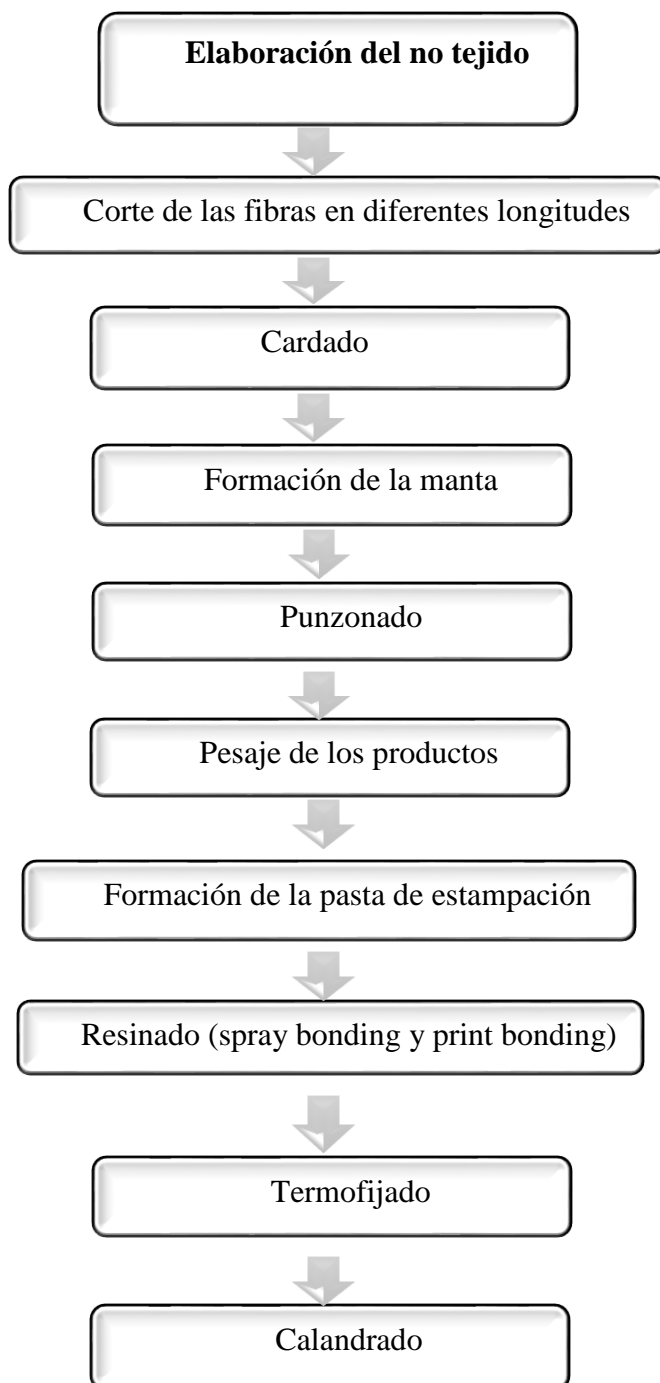 Elaboración del no tejido
Corte de las fibras en diferentes longitudes
Cardado
Formación de la manta
Punzonado
Pesaje de los productos
Formación de la pasta de estampación
Resinado (spray bonding y print bonding)
Termofijado
Calandrado